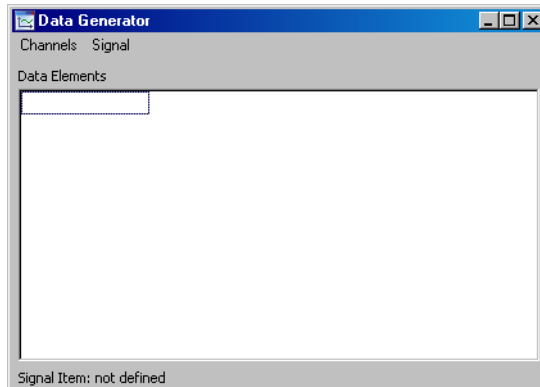 Data Generator
Channels Signal
Data Elements
Signal Item: not defined